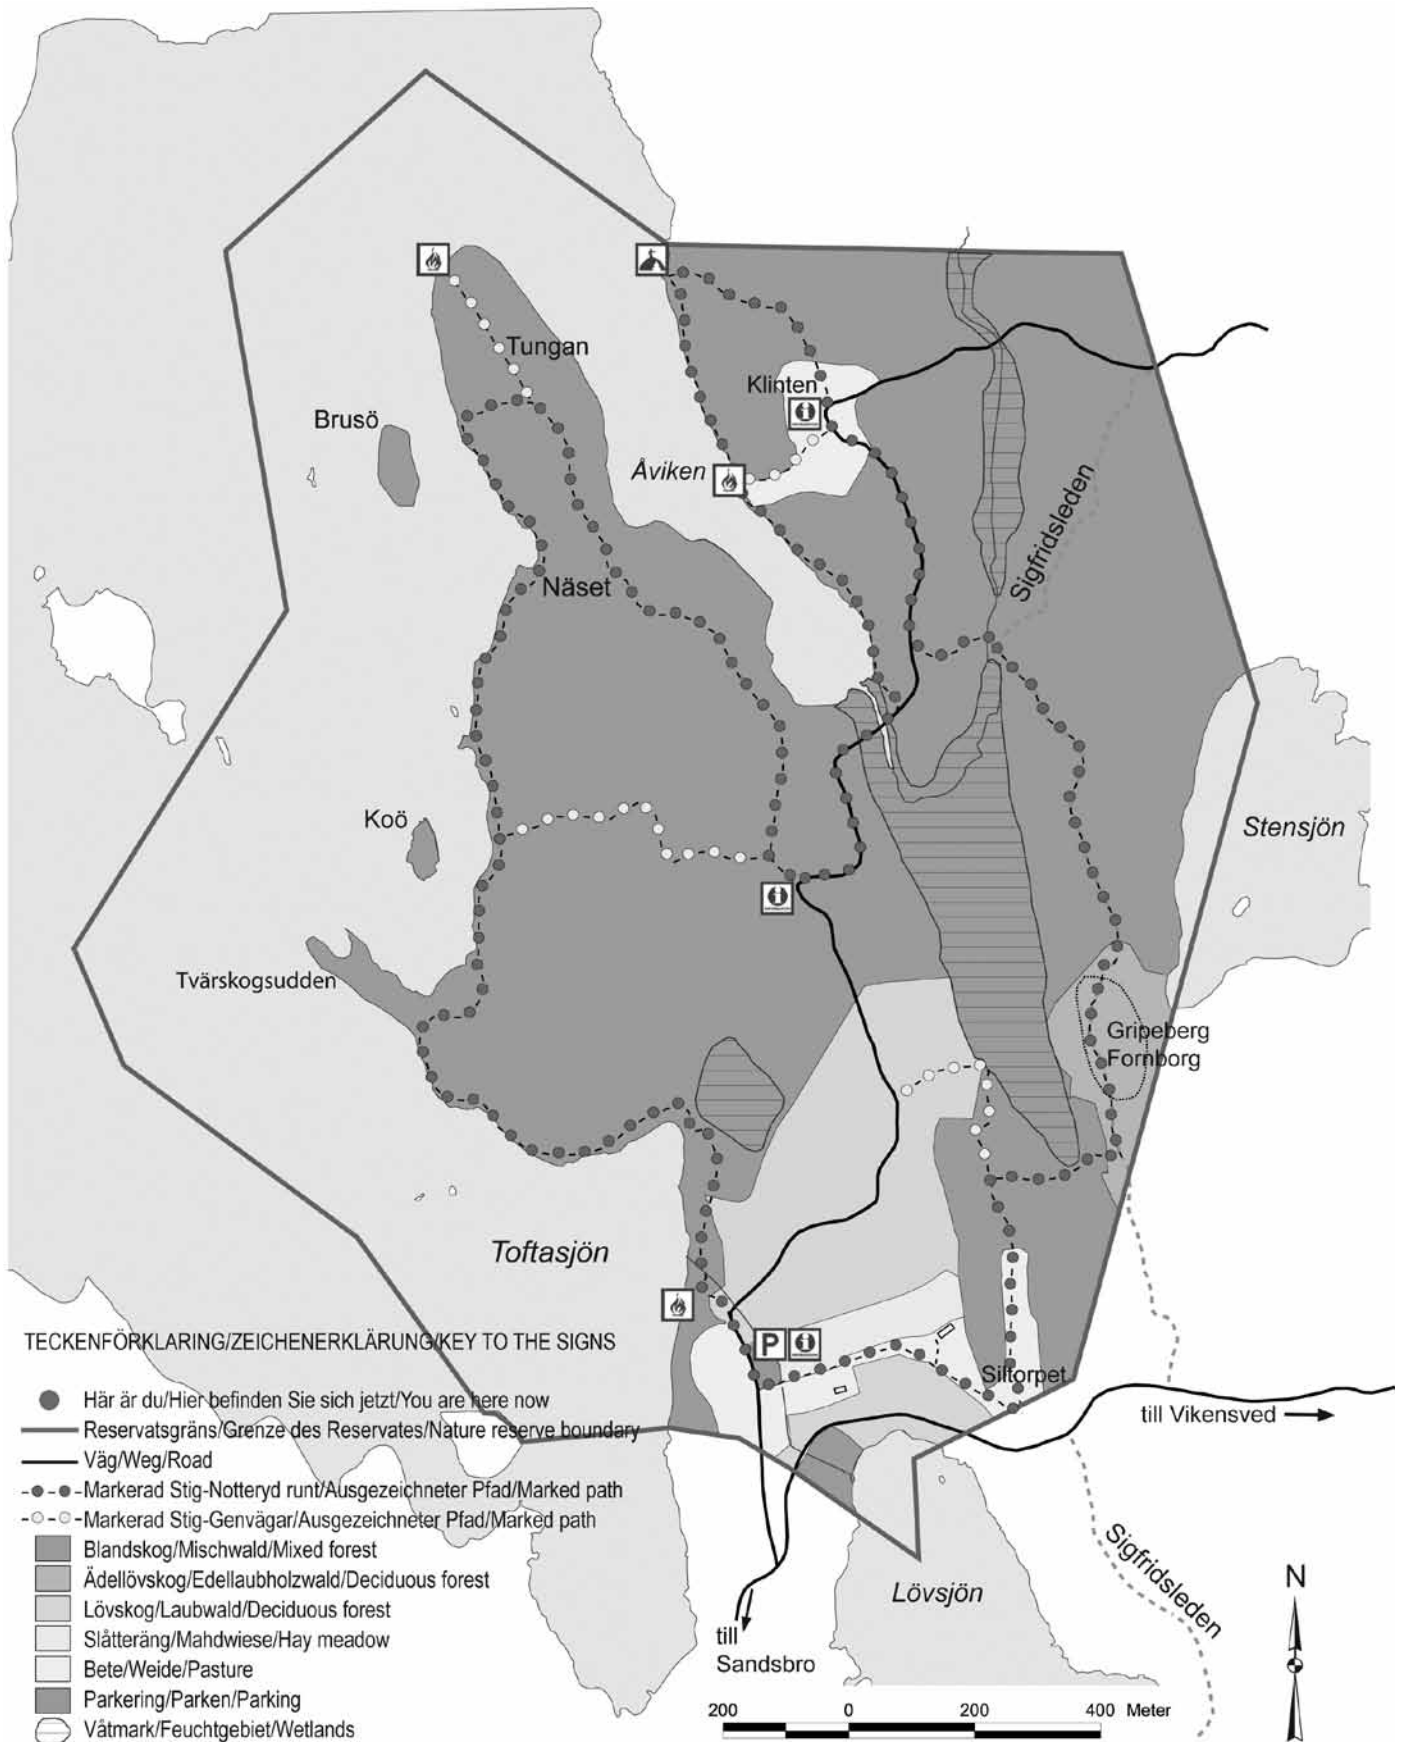 Tungan
Klinten
Brusö
Åviken
Sigfridsleden
Näset
Koö
Stensjön
Tvärskogsudden
Gripeberg
Fornborg
Toftasjön
P
Siltorpet
till Vikensved
TECKENFÖRKLARING/ZEICHENERKLÄRUNG/KEY TO THE SIGNS
Här är du/Hier befinden Sie sich jetzt/You are here now
Reservatsgräns/Grenze des Reservates/Nature reserve boundary
Väg/Weg/Road
Markerad Stig-Notteryd runt/Ausgezeichneter Pfad/Marked path
Markerad Stig-Genvägar/Ausgezeichneter Pfad/Marked path
Blandskog/Mischwald/Mixed forest
Ädellövskog/Edellaubholzwald/Deciduous forest
Lövskog/Laubwald/Deciduous forest
Slåtteräng/Mahdwiese/Hay meadow
Bete/Weide/Pasture
Parkering/Parken/Parking
Våtmark/Feuchtgebiet/Wetlands
Lövsjön
Sigfridsleden
till
Sandsbro
N
200 0 200 400 Meter